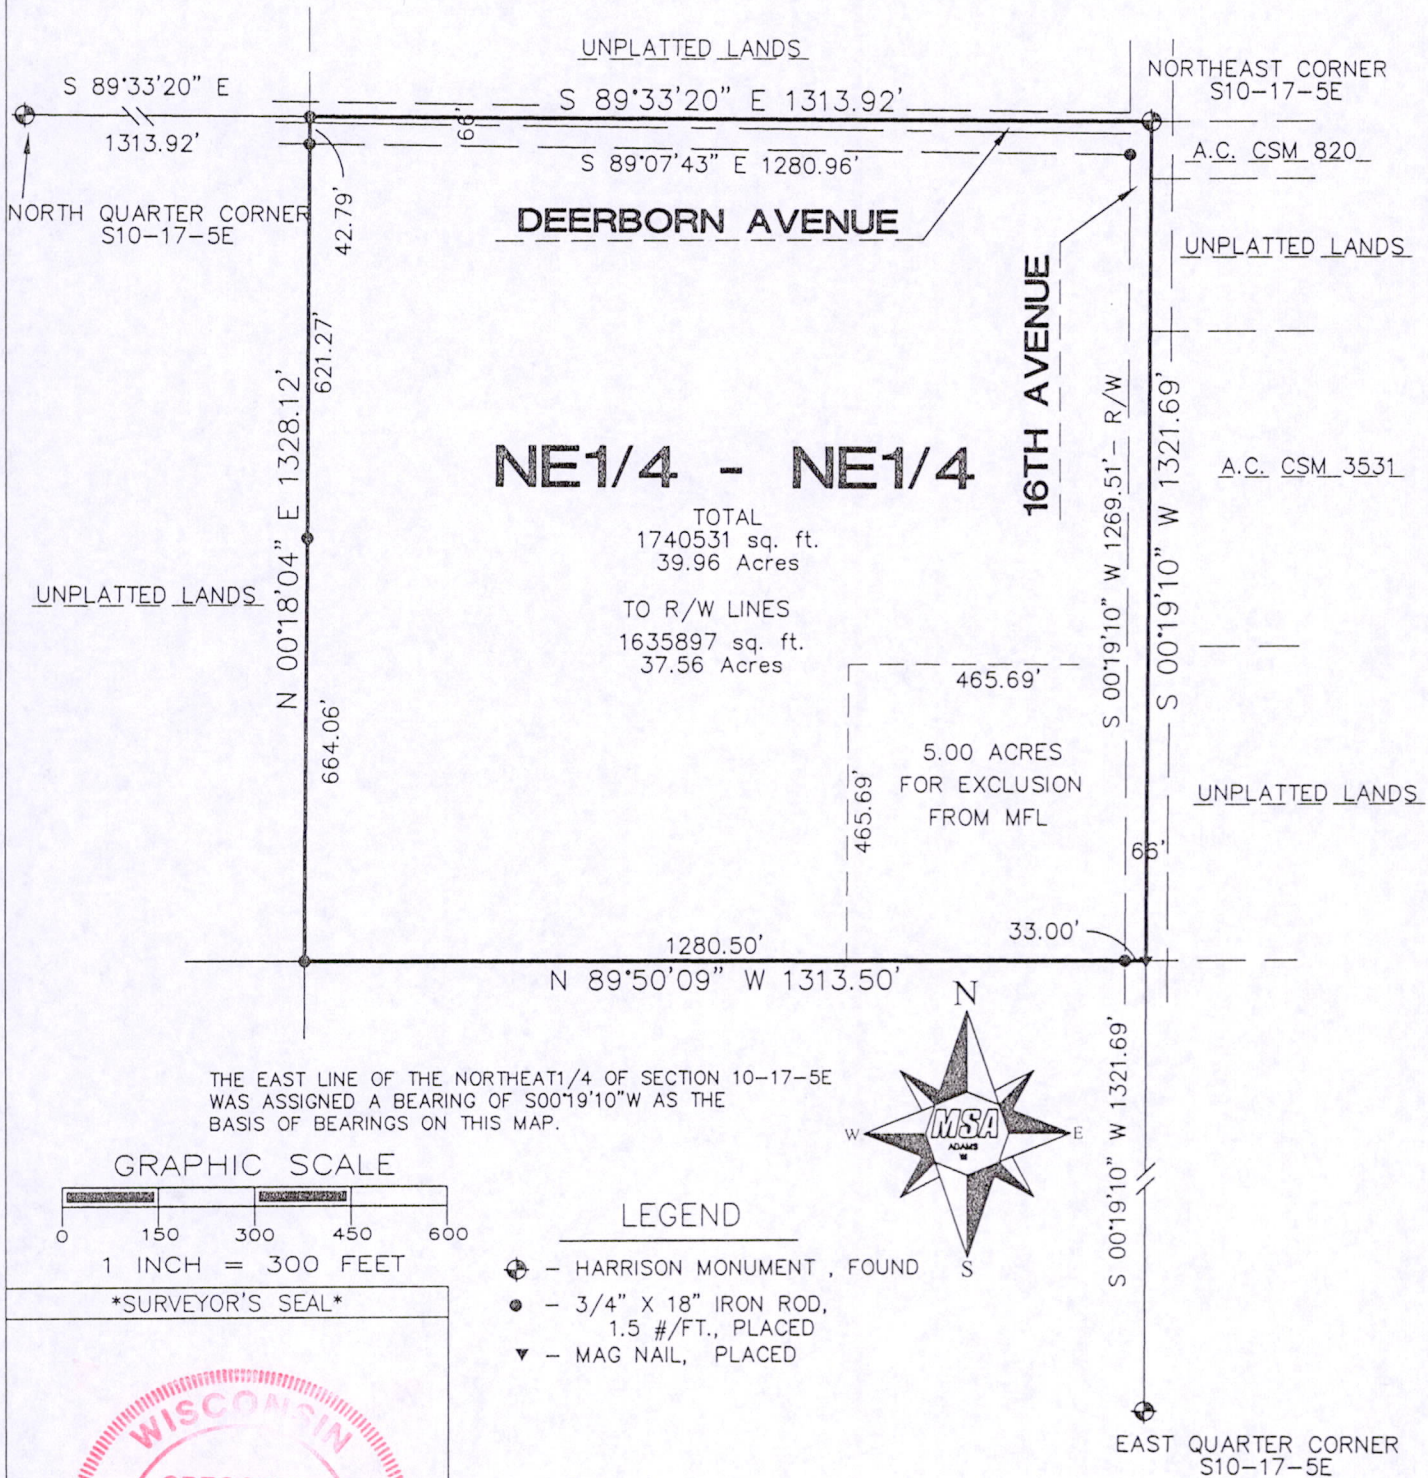 UNPLATTED LANDS
NORTHEAST CORNER
S10-17-5E
S 89°33'20" E
1313.92'
S 89°33'20" E 1313.92'
66'
S 89°07'43" E 1280.96'
A.C. CSM 820
NORTH QUARTER CORNER
S10-17-5E
42.79'
DEERBORN AVENUE
UNPLATTED LANDS
16TH AVENUE
621.27'
N 00°18'04" E 1328.12'
NE1/4 - NE1/4
S 00°19'10" W 1269.51' - R/W
S 00°19'10" W 1321.69'
A.C. CSM 3531
TOTAL
1740531 sq. ft.
39.96 Acres
UNPLATTED LANDS
TO R/W LINES
1635897 sq. ft.
37.56 Acres
664.06'
465.69'
465.69'
5.00 ACRES
FOR EXCLUSION
FROM MFL
UNPLATTED LANDS
66'
33.00'
1280.50'
N 89°50'09" W 1313.50'
N
THE EAST LINE OF THE NORTHEAT1/4 OF SECTION 10-17-5E
WAS ASSIGNED A BEARING OF S00°19'10"W AS THE
BASIS OF BEARINGS ON THIS MAP.
W
MSA
ADAMS
WI
E
S
S 00°19'10" W 1321.69'
GRAPHIC SCALE
0 150 300 450 600
1 INCH = 300 FEET
LEGEND
- HARRISON MONUMENT , FOUND
- 3/4" X 18" IRON ROD,
1.5 #/FT., PLACED
- MAG NAIL, PLACED
*SURVEYOR'S SEAL*
WISCONSIN
EAST QUARTER CORNER
S10-17-5E